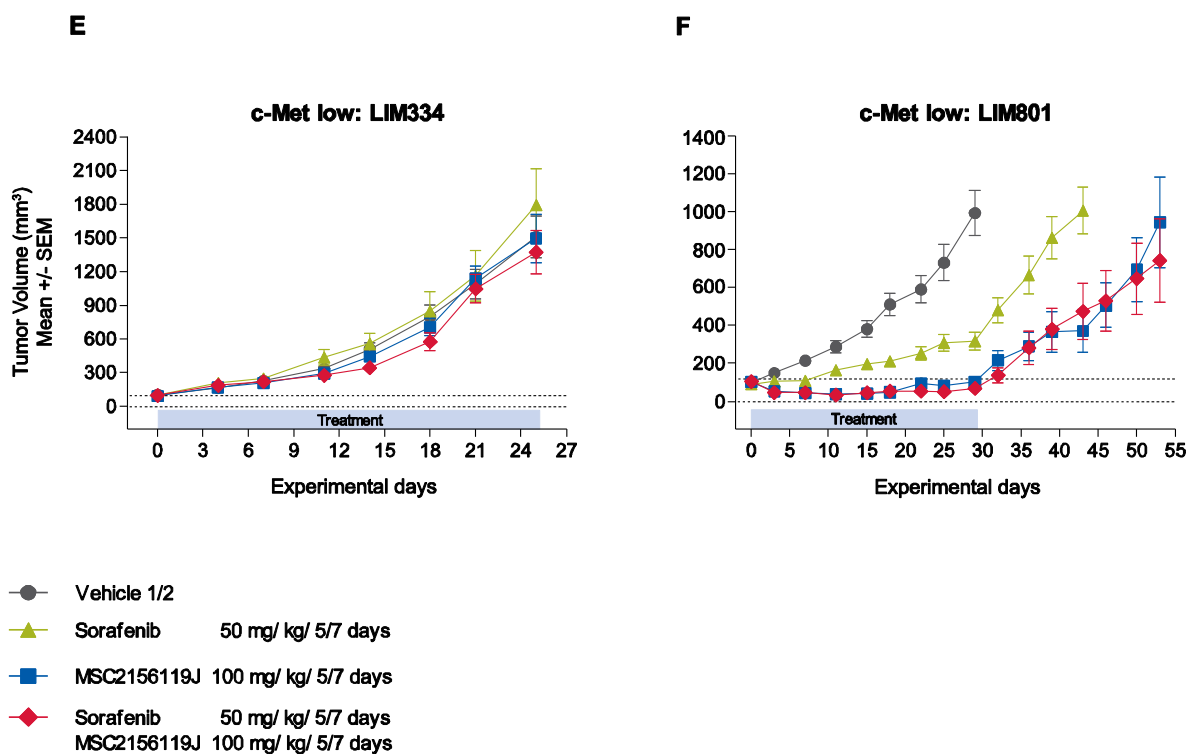 E
F
c-Met low: LIM334
c-Met low: LIM801
Tumor Volume (mm³)
Mean +/- SEM
2400
2100
1800
1500
1200
900
600
300
0
Treatment
0 3 6 9 12 15 18 21 24 27
Experimental days
1400
1200
1000
800
600
400
200
0
Treatment
0 5 10 15 20 25 30 35 40 45 50 55
Experimental days
Vehicle 1/2
Sorafenib 50 mg/ kg/ 5/7 days
MSC2156119J 100 mg/ kg/ 5/7 days
Sorafenib 50 mg/ kg/ 5/7 days
MSC2156119J 100 mg/ kg/ 5/7 days